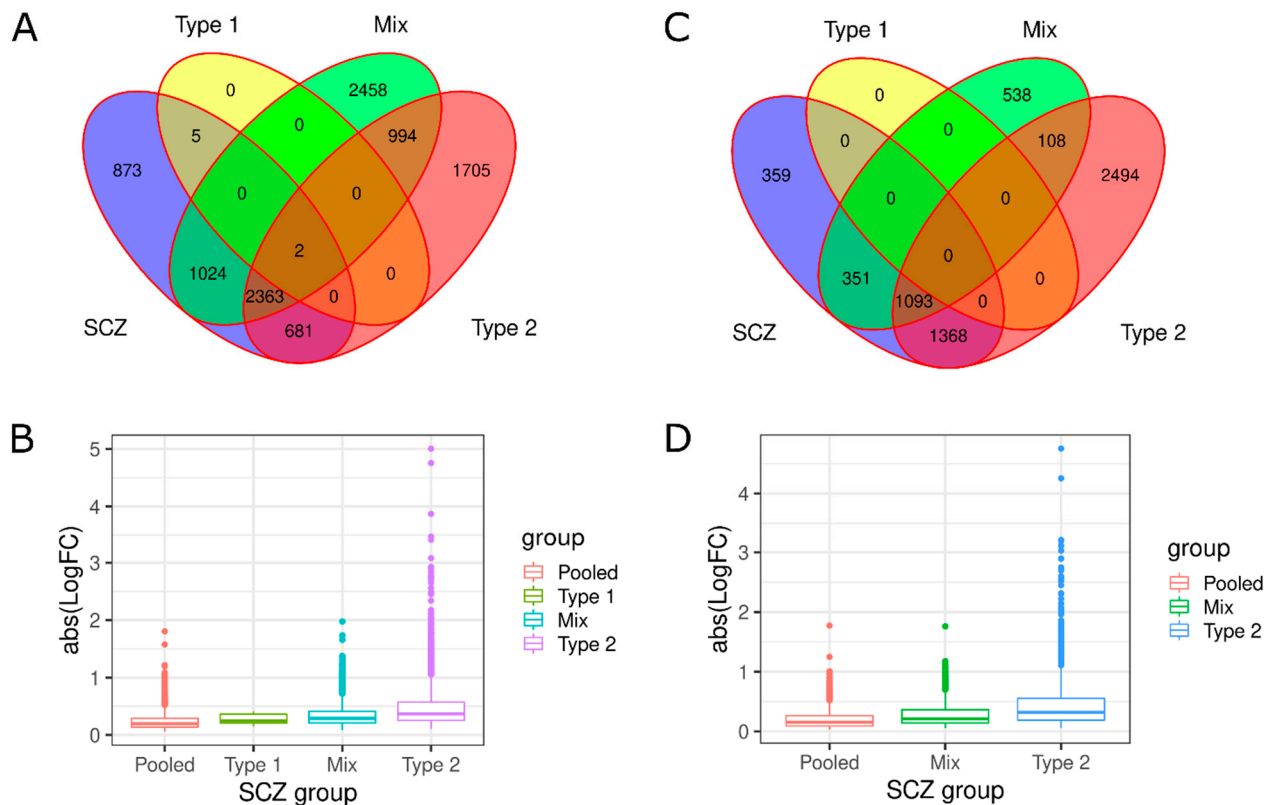 A
Type 1
Mix
0
2458
5
0
994
873
1705
0
0
2
1024
0
2363
0
681
SCZ
Type 2
C
Type 1
Mix
0
538
0
0
108
359
2494
0
0
0
351
0
1093
0
1368
SCZ
Type 2
B
5
4
3
2
1
0
abs(LogFC)
Pooled
Type 1
Mix
Type 2
SCZ group
group
Pooled
Type 1
Mix
Type 2
D
4
3
2
1
0
abs(LogFC)
Pooled
Mix
Type 2
SCZ group
group
Pooled
Mix
Type 2